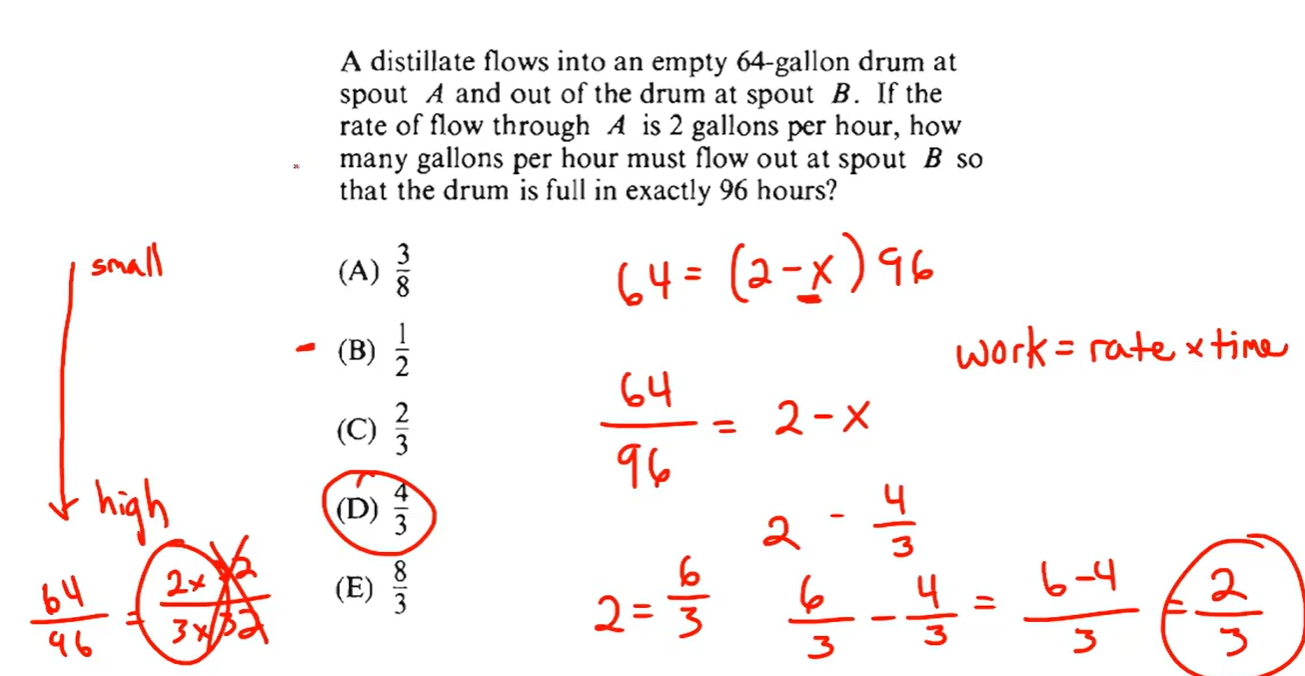 A distillate flows into an empty 64-gallon drum at
spout A and out of the drum at spout B. If the
rate of flow through A is 2 gallons per hour, how
many gallons per hour must flow out at spout B so
that the drum is full in exactly 96 hours?
small
(A) 3/8
64 = (2-x) 96
(B) 1/2
work = rate x time
64/96 = 2-x
(C) 2/3
high
(D) 4/3
2 - 4/3
(E) 8/3
64/96 = 2x32/3x32
2 = 6/3
6/3 - 4/3 = 6-4/3 = 2/3